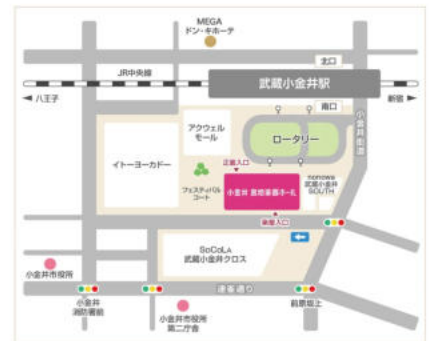 MEGA
ドン・キホーテ
北口
JR中央線
武蔵小金井駅
◀ 八王子
新宿 ▶
南口
小金井街道
アクウェル
モール
ロータリー
イトーヨーカドー
正面入口
フェスティバル
コート
小金井 宮地楽器ホール
nonowa
武蔵小金井
SOUTH
楽屋入口
SoCoLA
武蔵小金井クロス
小金井市役所
連雀通り
小金井
消防署前
小金井市役所
第二庁舎
前原坂上